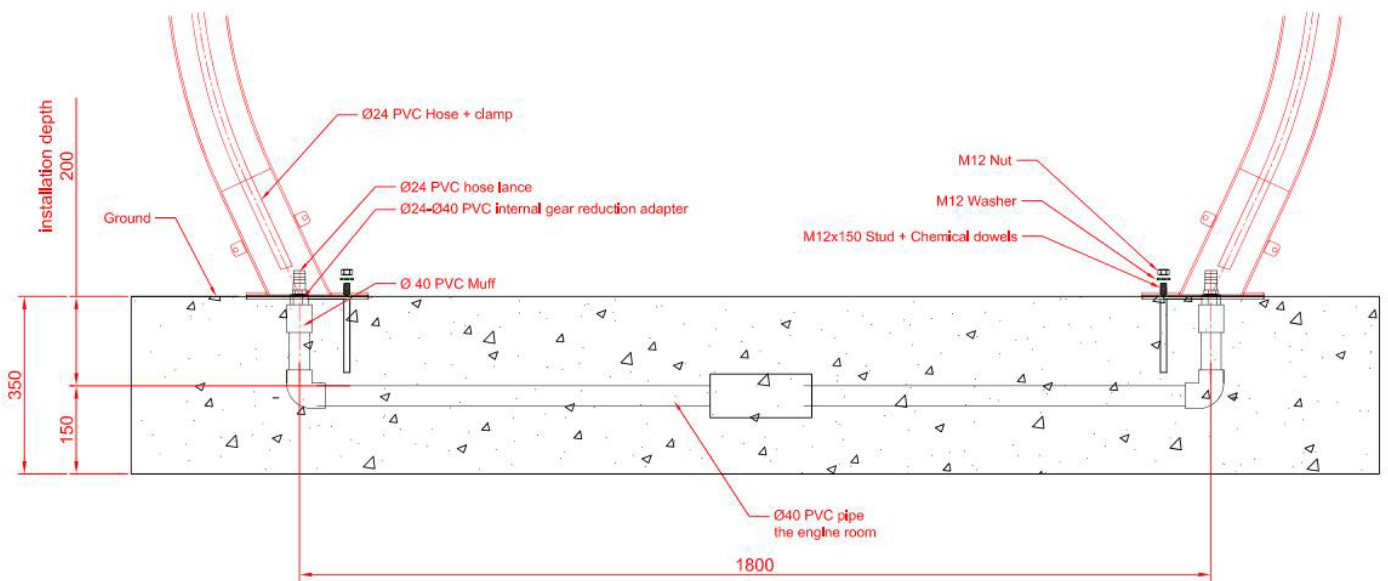 Ø24 PVC Hose + clamp
installation depth
200
M12 Nut
Ø24 PVC hose lance
M12 Washer
Ø24-Ø40 PVC internal gear reduction adapter
Ground
M12x150 Stud + Chemical dowels
Ø 40 PVC Muff
350
150
Ø40 PVC pipe
the engine room
1800